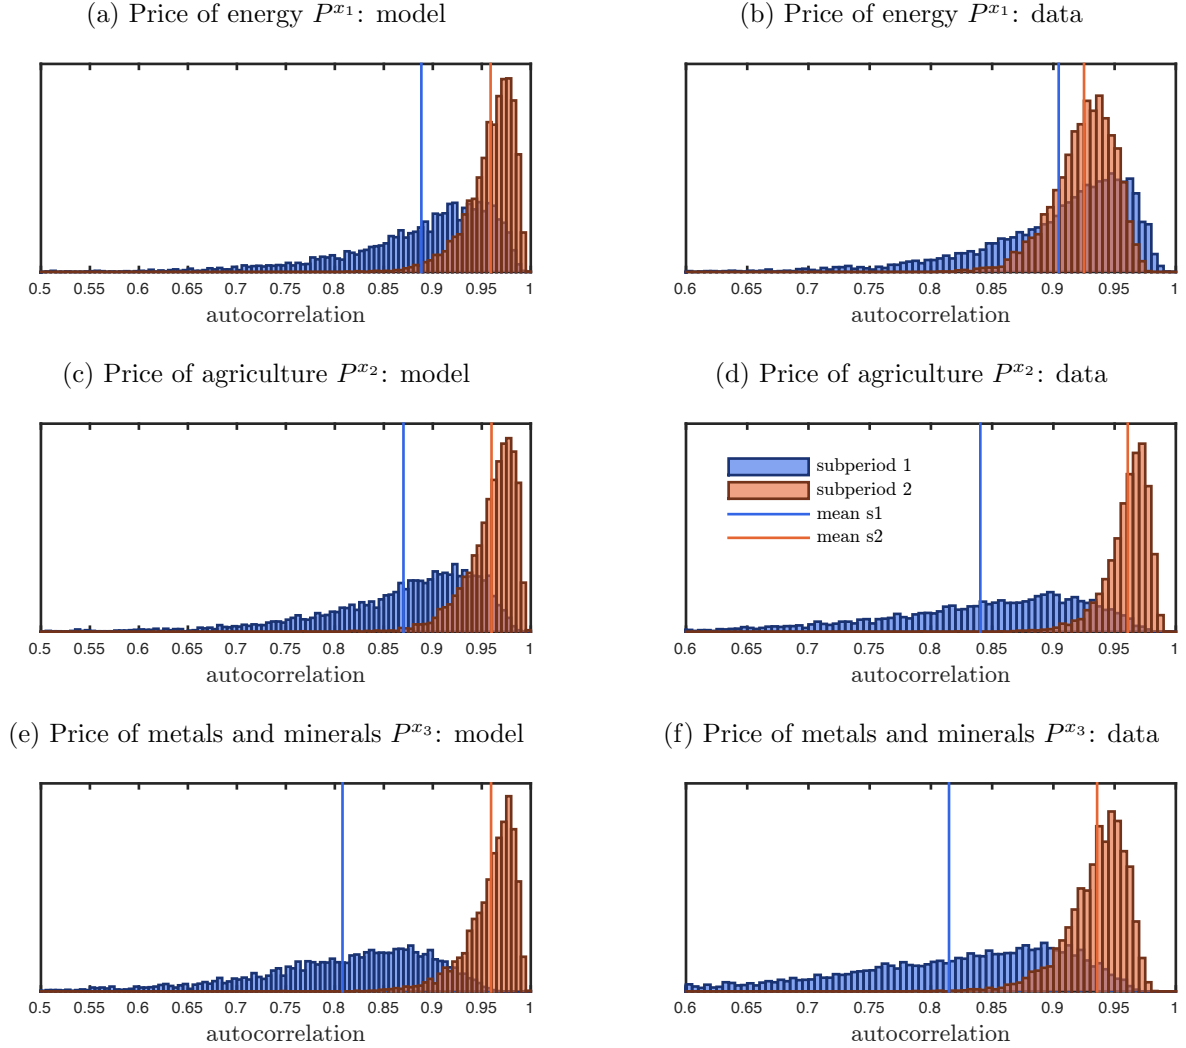 (a) Price of energy P^{x_1}: model
(b) Price of energy P^{x_1}: data
0.5 0.55 0.6 0.65 0.7 0.75 0.8 0.85 0.9 0.95 1
autocorrelation
0.6 0.65 0.7 0.75 0.8 0.85 0.9 0.95 1
autocorrelation
(c) Price of agriculture P^{x_2}: model
(d) Price of agriculture P^{x_2}: data
0.5 0.55 0.6 0.65 0.7 0.75 0.8 0.85 0.9 0.95 1
autocorrelation
subperiod 1
subperiod 2
mean s1
mean s2
0.6 0.65 0.7 0.75 0.8 0.85 0.9 0.95 1
autocorrelation
(e) Price of metals and minerals P^{x_3}: model
(f) Price of metals and minerals P^{x_3}: data
0.5 0.55 0.6 0.65 0.7 0.75 0.8 0.85 0.9 0.95 1
autocorrelation
0.6 0.65 0.7 0.75 0.8 0.85 0.9 0.95 1
autocorrelation